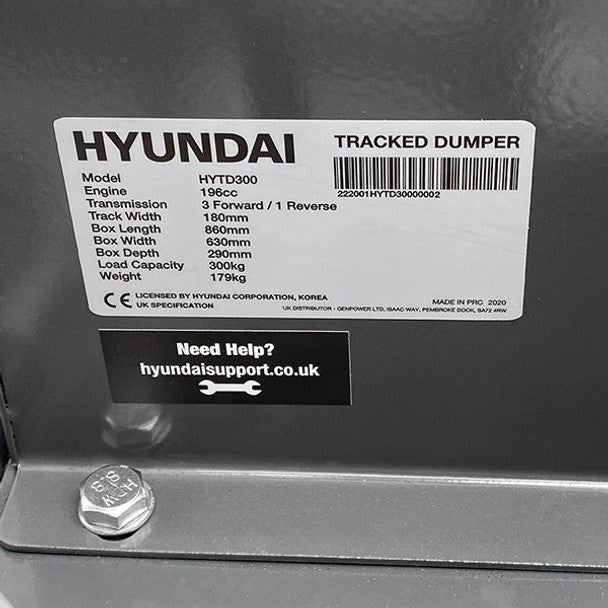 HYUNDAI
TRACKED DUMPER
222001HYTD30000002
Model HYTD300
Engine 196cc
Transmission 3 Forward / 1 Reverse
Track Width 180mm
Box Length 860mm
Box Width 630mm
Box Depth 290mm
Load Capacity 300kg
Weight 179kg
CE LICENSED BY HYUNDAI CORPORATION, KOREA
UK SPECIFICATION
MADE IN PRC 2020
UK DISTRIBUTOR - GENPOWER LTD, ISAAC WAY, PEMBROKE DOCK, SA72 4RW
Need Help?
hyundaisupport.co.uk
8.8